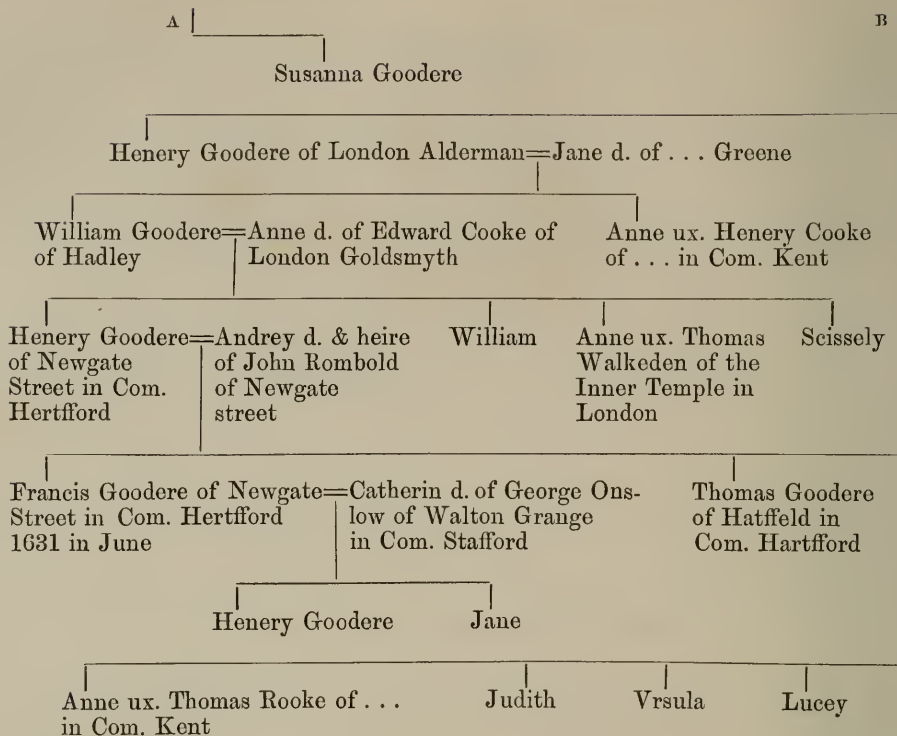 A B
Susanna Goodere
Henery Goodere of London Alderman=Jane d. of . . . Greene
William Goodere=Anne d. of Edward Cooke of
of Hadley London Goldsmyth
Anne ux. Henery Cooke
of . . . in Com. Kent
Henery Goodere=Andrey d. & heire
of Newgate of John Rombold
Street in Com. of Newgate
Hertfford street
William
Anne ux. Thomas
Walkeden of the
Inner Temple in
London
Scissely
Francis Goodere of Newgate=Catherin d. of George Ons-
Street in Com. Hertfford low of Walton Grange
1631 in June in Com. Stafford
Thomas Goodere
of Hatffeld in
Com. Hartfford
Henery Goodere Jane
Anne ux. Thomas Rooke of . . .
in Com. Kent
Judith Vrsula Lucey